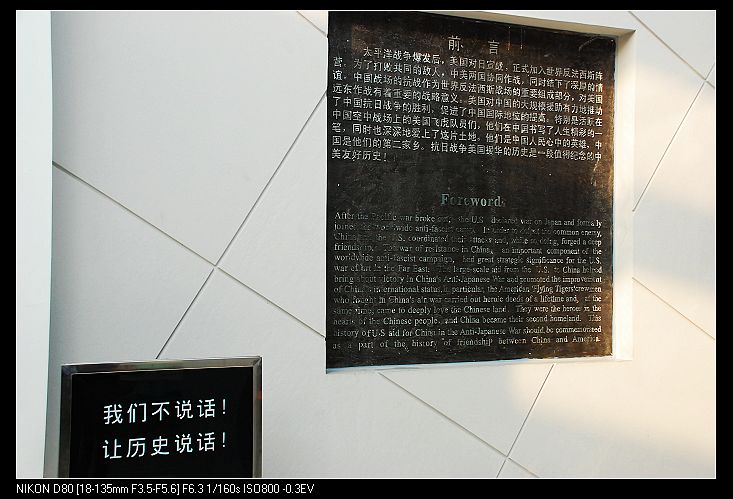 前 言
太平洋战争爆发后，美国对日宣战，正式加入世界反法西斯阵
营。为了打败共同的敌人，中美两国协同作战，同时结下了深厚的情
谊。中国战场的抗战作为世界反法西斯战场的重要组成部分，对美国
远东作战有着重要的战略意义。美国对中国的大规模援助有力地推动
了中国抗日战争的胜利，促进了中国国际地位的提高。特别是活跃在
中国空中战场上的美国飞虎队员们，他们在中国书写了人生精彩的一
笔，同时也深深地爱上了这片土地。他们是中国人民心中的英雄，中
国是他们的第二家乡。抗日战争美国援华的历史是一段值得纪念的中
美友好历史！
Forewords
After the Pacific war broke out, the U.S. declared war on Japan and formally
joined the worldwide anti-fascist camp. In order to defeat the common enemy,
China and the U.S. coordinated their attacks and, while so doing, forged a deep
friendship. The war of resistance in China, an important component of the
worldwide anti-fascist campaign, had great strategic significance for the U.S.
war effort in the Far East. The large-scale aid from the U.S. to China helped
bring about victory in China's Anti-Japanese War and promoted the improvement
of China's international status, in particular, the American Flying Tigers crewmen
who fought in China's air war carried out heroic deeds of a lifetime and, at the
same time, came to deeply love the Chinese land. They were the heroes in the
hearts of the Chinese people, and China became their second homeland. This
history of U.S aid for China in the Anti-Japanese War should be commemorated
as a part of the history of friendship between China and America.
我们不说话！
让历史说话！
NIKON D80 [18-135mm F3.5-F5.6] F6.3 1/160s ISO800 -0.3EV